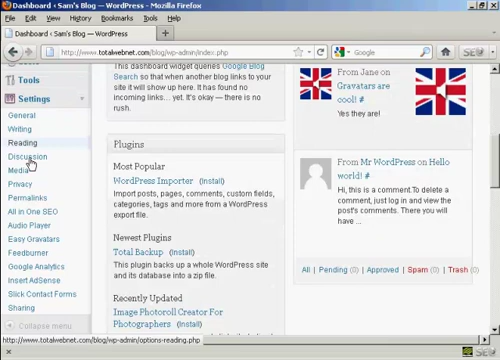 Dashboard ‹ Sam's Blog — WordPress - Mozilla Firefox
File Edit View History Bookmarks Tools Help
Dashboard ‹ Sam's Blog — WordPress
http://www.totalwebnet.com/blog/wp-admin/index.php
Google
Tools
Settings
General
Writing
Reading
Discussion
Media
Privacy
Permalinks
All in One SEO
Audio Player
Easy Gravatars
Feedburner
Google Analytics
Insert AdSense
Slick Contact Forms
Sharing
Collapse menu
This dashboard widget queries Google Blog
Search so that when another blog links to your
site it will show up here. It has found no
incoming links… yet. It's okay — there is no
rush.
Plugins
Most Popular
WordPress Importer (Install)
Import posts, pages, comments, custom fields,
categories, tags and more from a WordPress
export file.
Newest Plugins
Total Backup (Install)
This plugin backs up a whole WordPress site
and its database into a zip file.
Recently Updated
Image Photoroll Creator For
Photographers (Install)
From Jane on
Gravatars are
cool! #
Yes they are!
From Mr WordPress on Hello
world! #
Hi, this is a comment.To delete a
comment, just log in and view the
post's comments. There you will
have ...
All | Pending (0) | Approved | Spam (0) | Trash (0)
http://www.totalwebnet.com/blog/wp-admin/options-reading.php